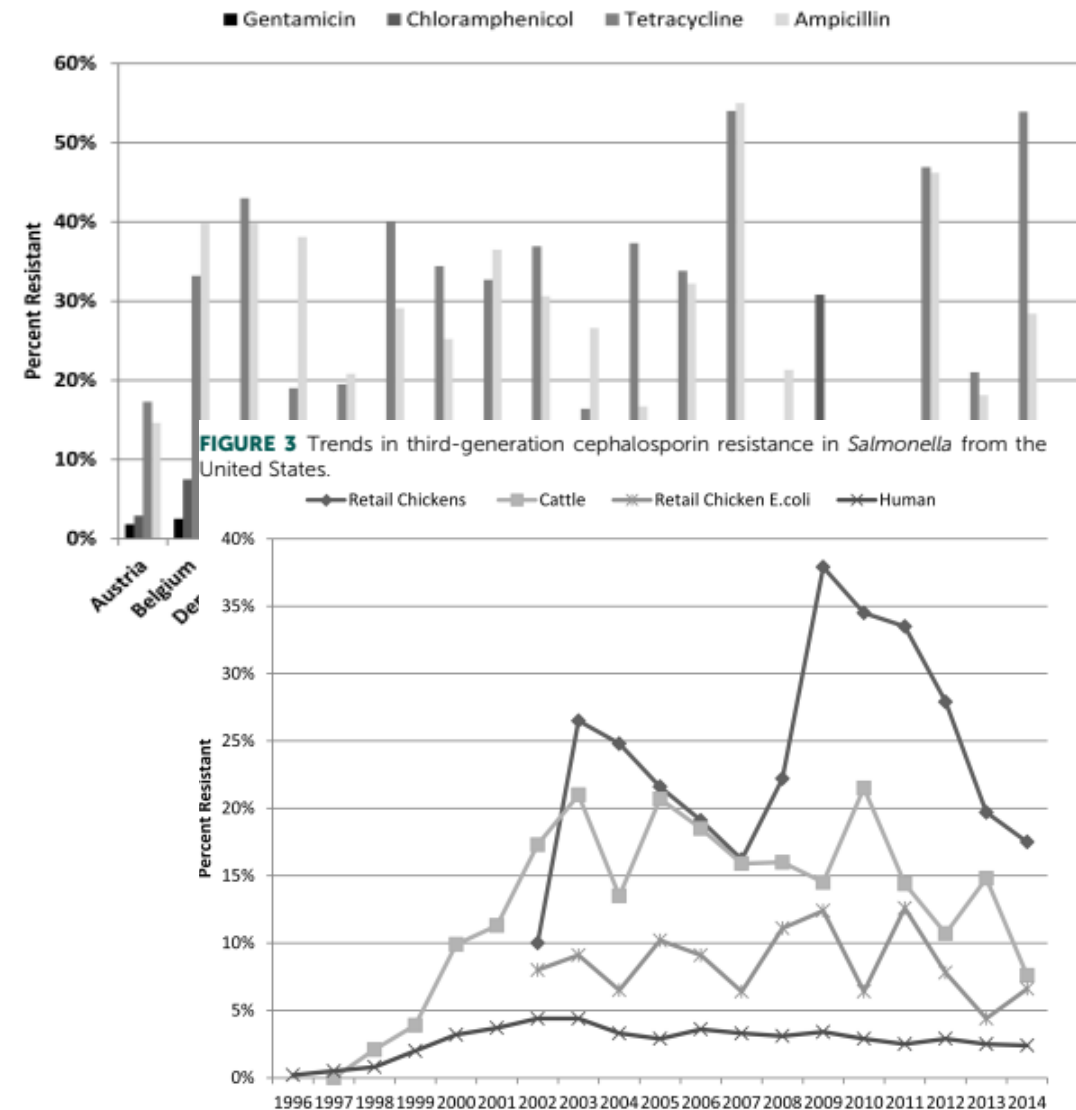 Gentamicin Chloramphenicol Tetracycline Ampicillin
60%
50%
40%
30%
20%
10%
0%
Percent Resistant
Austria
Belgium
FIGURE 3 Trends in third-generation cephalosporin resistance in Salmonella from the
United States.
Retail Chickens Cattle Retail Chicken E.coli Human
40%
35%
30%
25%
20%
15%
10%
5%
0%
Percent Resistant
1996 1997 1998 1999 2000 2001 2002 2003 2004 2005 2006 2007 2008 2009 2010 2011 2012 2013 2014